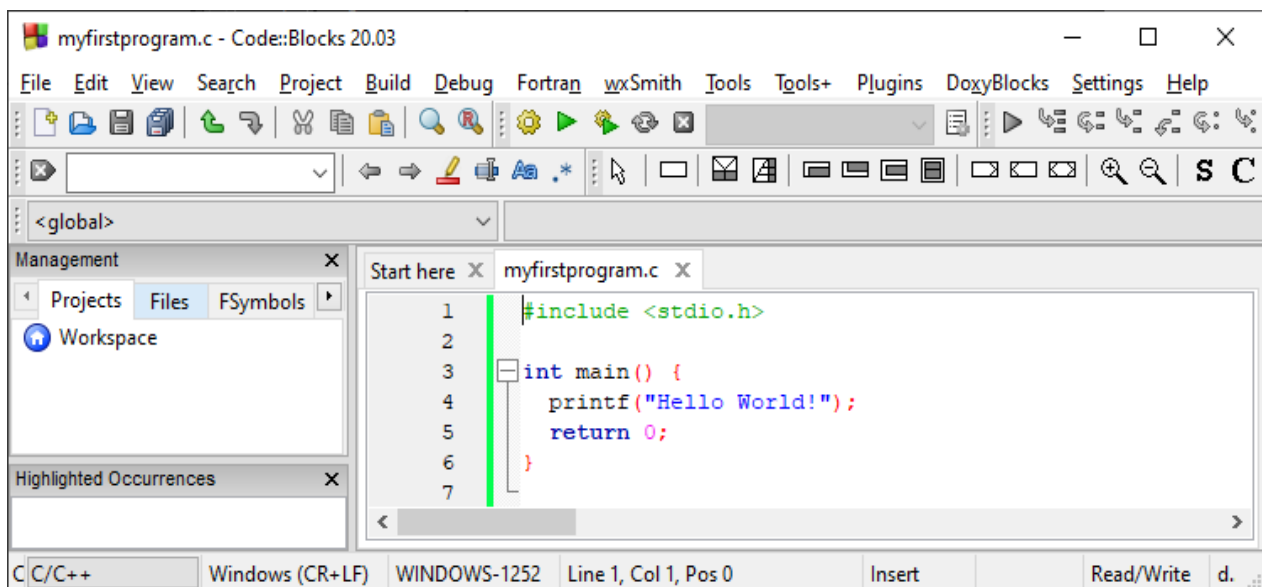 myfirstprogram.c - Code::Blocks 20.03
File Edit View Search Project Build Debug Fortran wxSmith Tools Tools+ Plugins DoxyBlocks Settings Help
S C
<global>
Management
Projects Files FSymbols
Workspace
Highlighted Occurrences
Start here myfirstprogram.c
1 #include <stdio.h>
2
3 int main() {
4 printf("Hello World!");
5 return 0;
6 }
7
C C/C++ Windows (CR+LF) WINDOWS-1252 Line 1, Col 1, Pos 0 Insert Read/Write d.